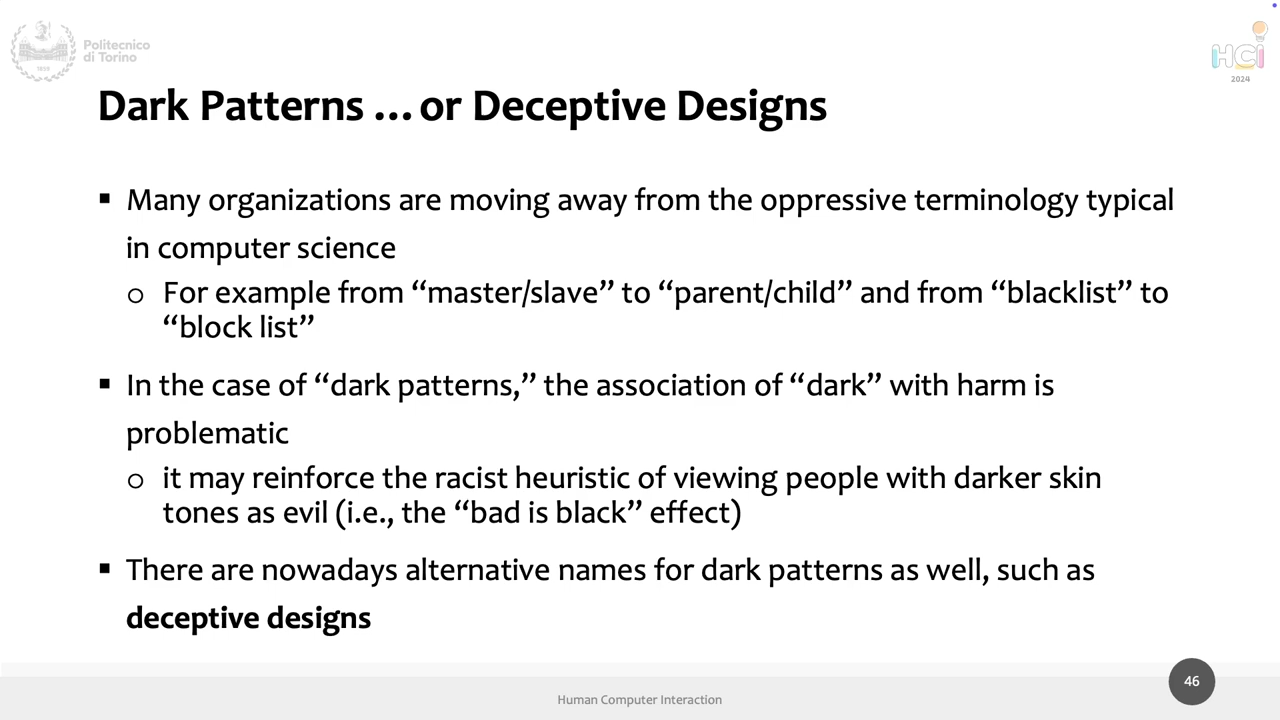 Politecnico
di Torino
1859
HCI
2024
Dark Patterns ... or Deceptive Designs
▪ Many organizations are moving away from the oppressive terminology typical
in computer science
o For example from “master/slave” to “parent/child” and from “blacklist” to
“block list”
▪ In the case of “dark patterns,” the association of “dark” with harm is
problematic
o it may reinforce the racist heuristic of viewing people with darker skin
tones as evil (i.e., the “bad is black” effect)
▪ There are nowadays alternative names for dark patterns as well, such as
deceptive designs
Human Computer Interaction
46